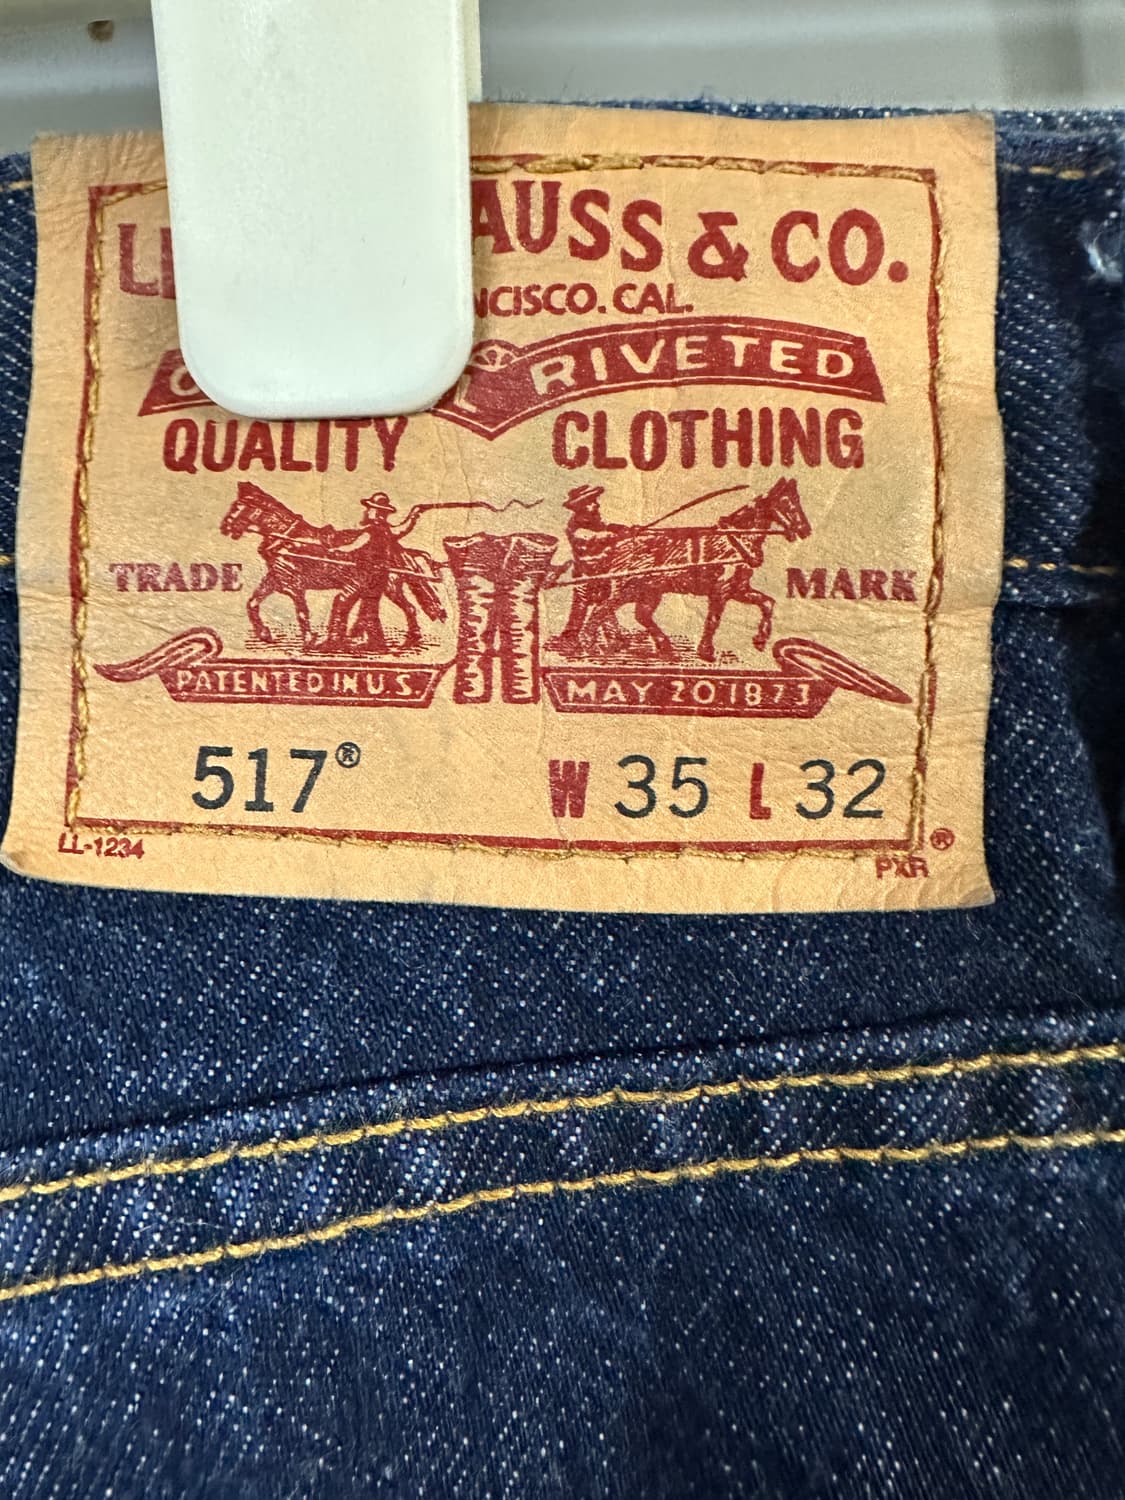 AUSS & CO.
NCISCO. CAL.
RIVETED
QUALITY CLOTHING
TRADE MARK
PATENTED IN U.S. MAY 20 1873
517® W 35 L 32
LL-1234 ®
PXR